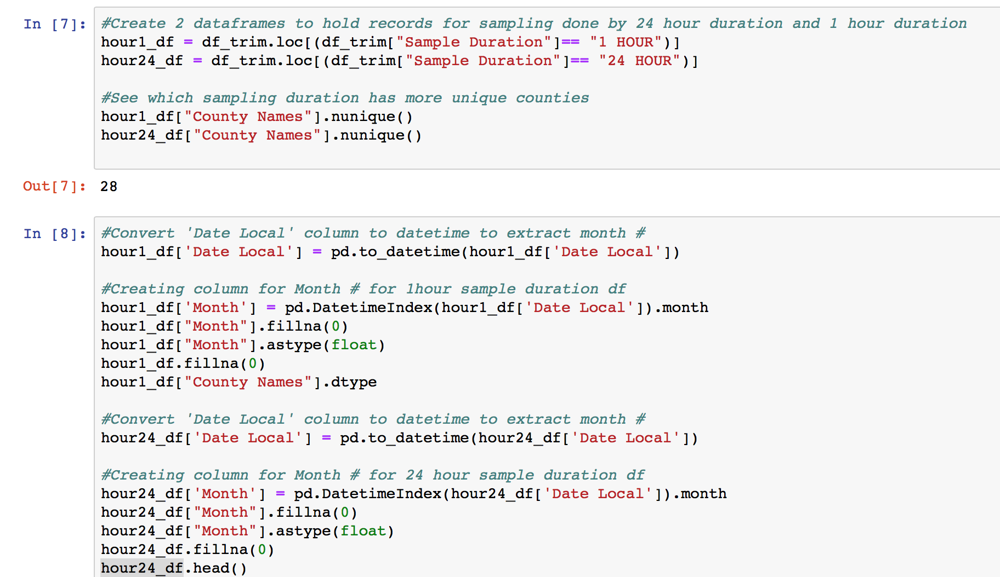 In [7]:
#Create 2 dataframes to hold records for sampling done by 24 hour duration and 1 hour duration
hour1_df = df_trim.loc[(df_trim["Sample Duration"]== "1 HOUR")]
hour24_df = df_trim.loc[(df_trim["Sample Duration"]== "24 HOUR")]
#See which sampling duration has more unique counties
hour1_df["County Names"].nunique()
hour24_df["County Names"].nunique()
Out[7]: 28
In [8]:
#Convert 'Date Local' column to datetime to extract month #
hour1_df['Date Local'] = pd.to_datetime(hour1_df['Date Local'])
#Creating column for Month # for 1hour sample duration df
hour1_df['Month'] = pd.DatetimeIndex(hour1_df['Date Local']).month
hour1_df["Month"].fillna(0)
hour1_df["Month"].astype(float)
hour1_df.fillna(0)
hour1_df["County Names"].dtype
#Convert 'Date Local' column to datetime to extract month #
hour24_df['Date Local'] = pd.to_datetime(hour24_df['Date Local'])
#Creating column for Month # for 24 hour sample duration df
hour24_df['Month'] = pd.DatetimeIndex(hour24_df['Date Local']).month
hour24_df["Month"].fillna(0)
hour24_df["Month"].astype(float)
hour24_df.fillna(0)
hour24_df.head()